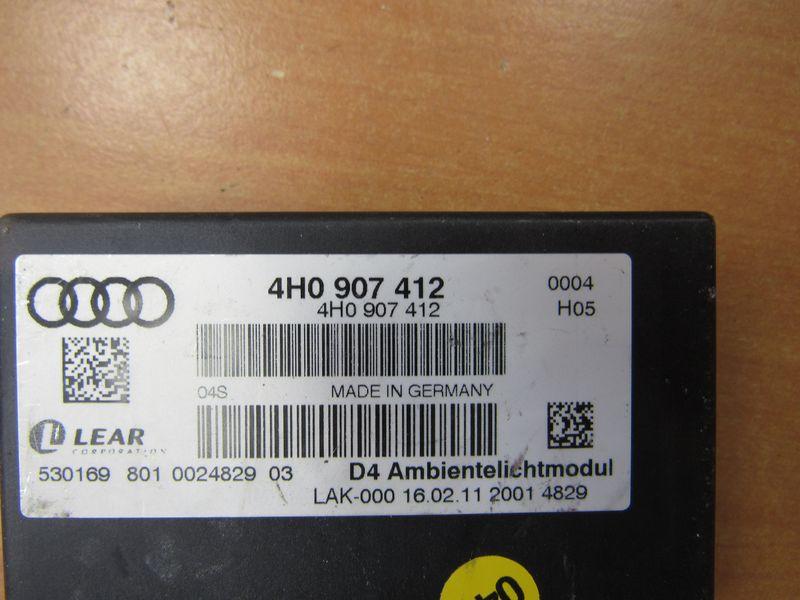 4H0 907 412
0004
4H0 907 412
H05
04S MADE IN GERMANY
LEAR
CORPORATION
530169 801 0024829 03
D4 Ambientelichtmodul
LAK-000 16.02.11 2001 4829